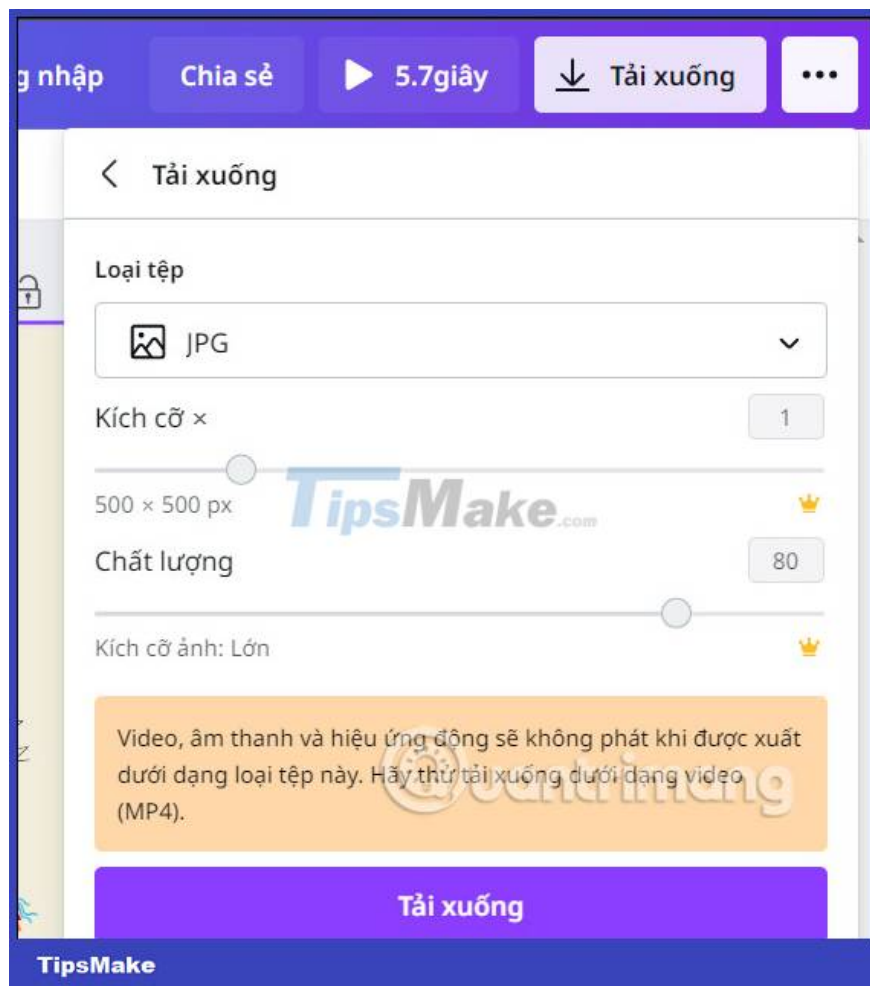 g nhập Chia sẻ 5.7giây Tải xuống
Tải xuống
Loại tệp
JPG
Kích cỡ × 1
500 × 500 px
TipsMake.com
Chất lượng 80
Kích cỡ ảnh: Lớn
Video, âm thanh và hiệu ứng động sẽ không phát khi được xuất
dưới dạng loại tệp này. Hãy thử tải xuống dưới dạng video
(MP4).
Quantrimang
Tải xuống
TipsMake